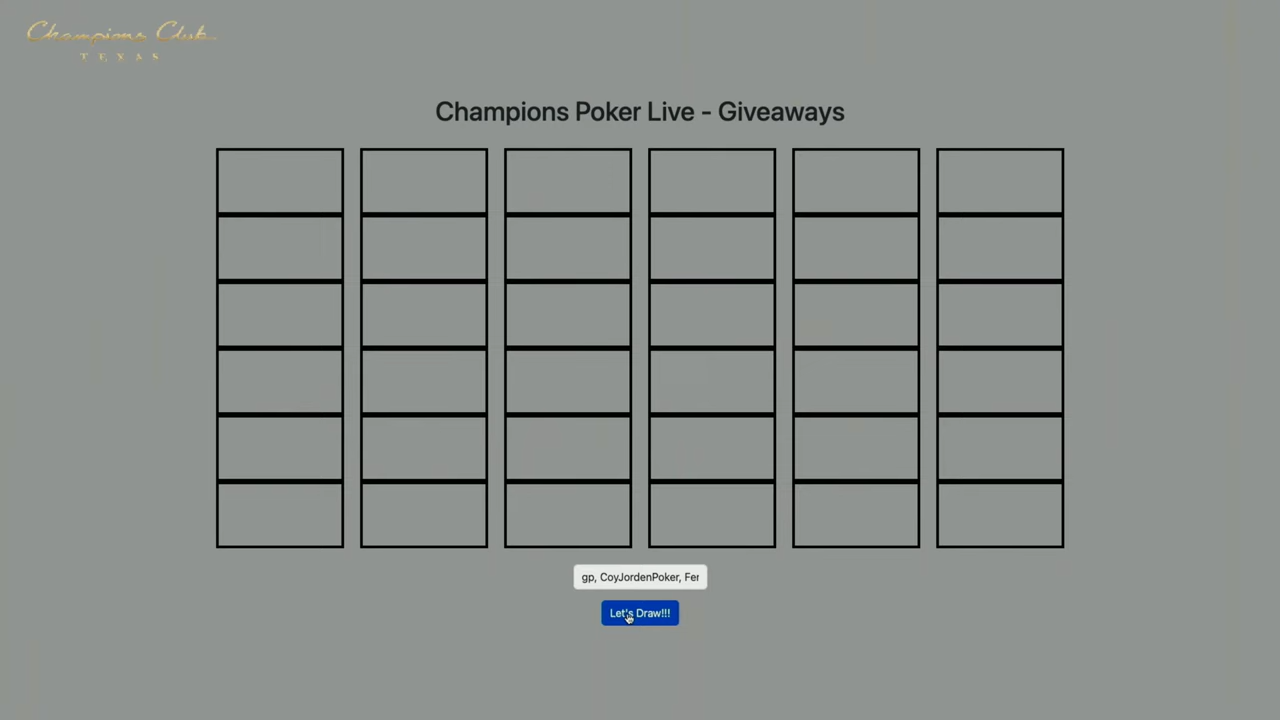 Champions Club
TEXAS
Champions Poker Live - Giveaways
gp, CoyJordenPoker, Fer
Let's Draw!!!